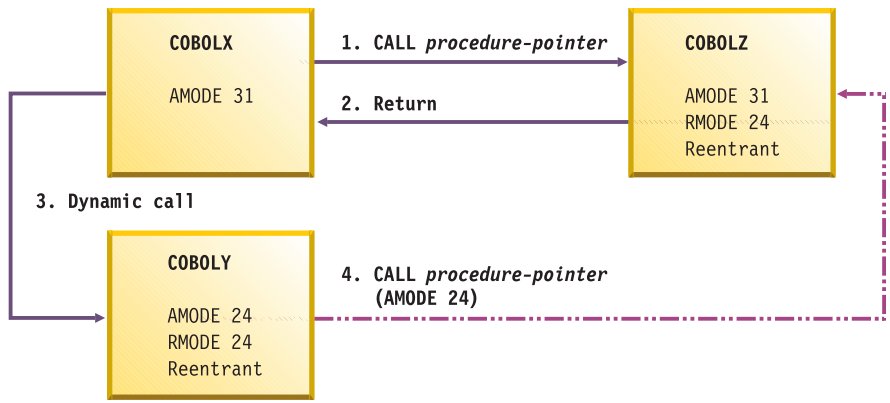 COBOLX
AMODE 31
1. CALL procedure-pointer
2. Return
COBOLZ
AMODE 31
RMODE 24
Reentrant
3. Dynamic call
COBOLY
AMODE 24
RMODE 24
Reentrant
4. CALL procedure-pointer
(AMODE 24)